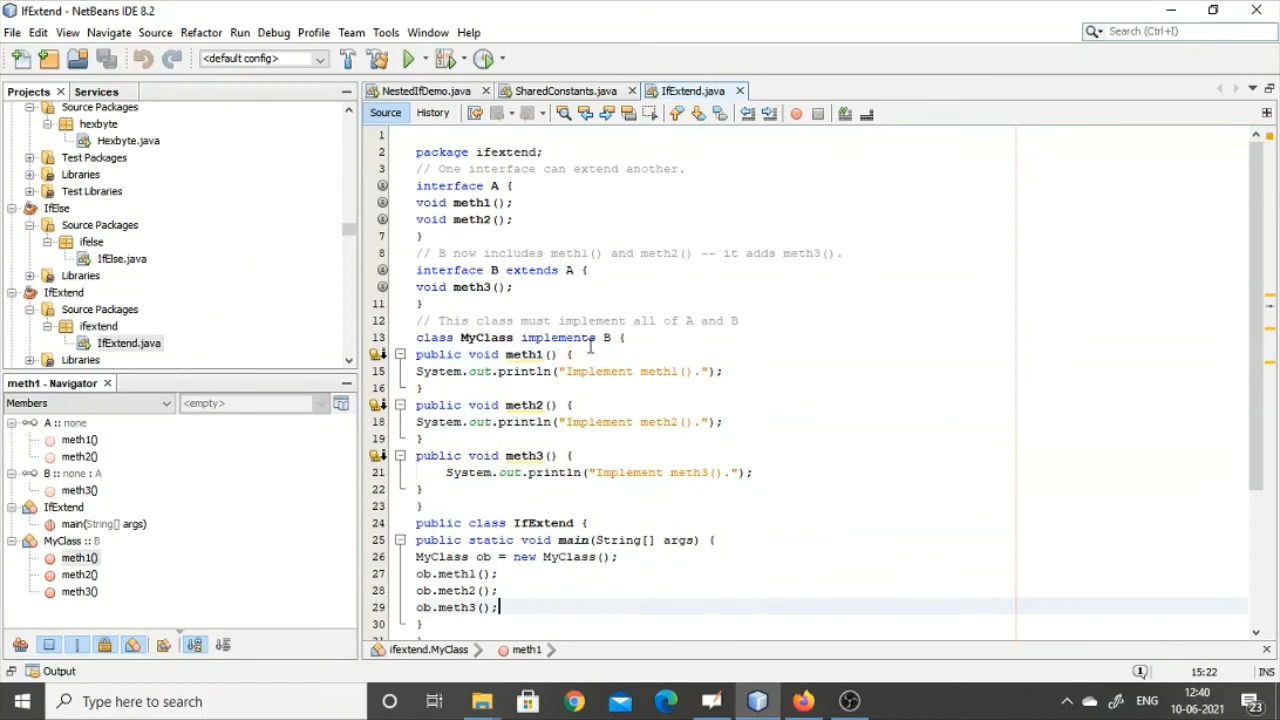 IfExtend - NetBeans IDE 8.2
File Edit View Navigate Source Refactor Run Debug Profile Team Tools Window Help
Search (Ctrl+I)
<default config>
Projects Services
Source Packages
hexbyte
Hexbyte.java
Test Packages
Libraries
Test Libraries
IfElse
Source Packages
ifelse
IfElse.java
Libraries
IfExtend
Source Packages
ifextend
IfExtend.java
Libraries
meth1 - Navigator
Members <empty>
A :: none
meth1()
meth2()
B :: none : A
meth3()
IfExtend
main(String[] args)
MyClass :: B
meth1()
meth2()
meth3()
NestedIfDemo.java SharedConstants.java IfExtend.java
Source History
1
2 package ifextend;
3 // One interface can extend another.
interface A {
void meth1();
void meth2();
7 }
8 // B now includes meth1() and meth2() -- it adds meth3().
interface B extends A {
void meth3();
11 }
12 // This class must implement all of A and B
13 class MyClass implements B {
public void meth1() {
15 System.out.println("Implement meth1().");
16 }
public void meth2() {
18 System.out.println("Implement meth2().");
19 }
public void meth3() {
21 System.out.println("Implement meth3().");
22 }
23 }
24 public class IfExtend {
25 public static void main(String[] args) {
26 MyClass ob = new MyClass();
27 ob.meth1();
28 ob.meth2();
29 ob.meth3();
30 }
31 }
ifextend.MyClass meth1
Output
1
15:22 INS
Type here to search
ENG
12:40
10-06-2021
23